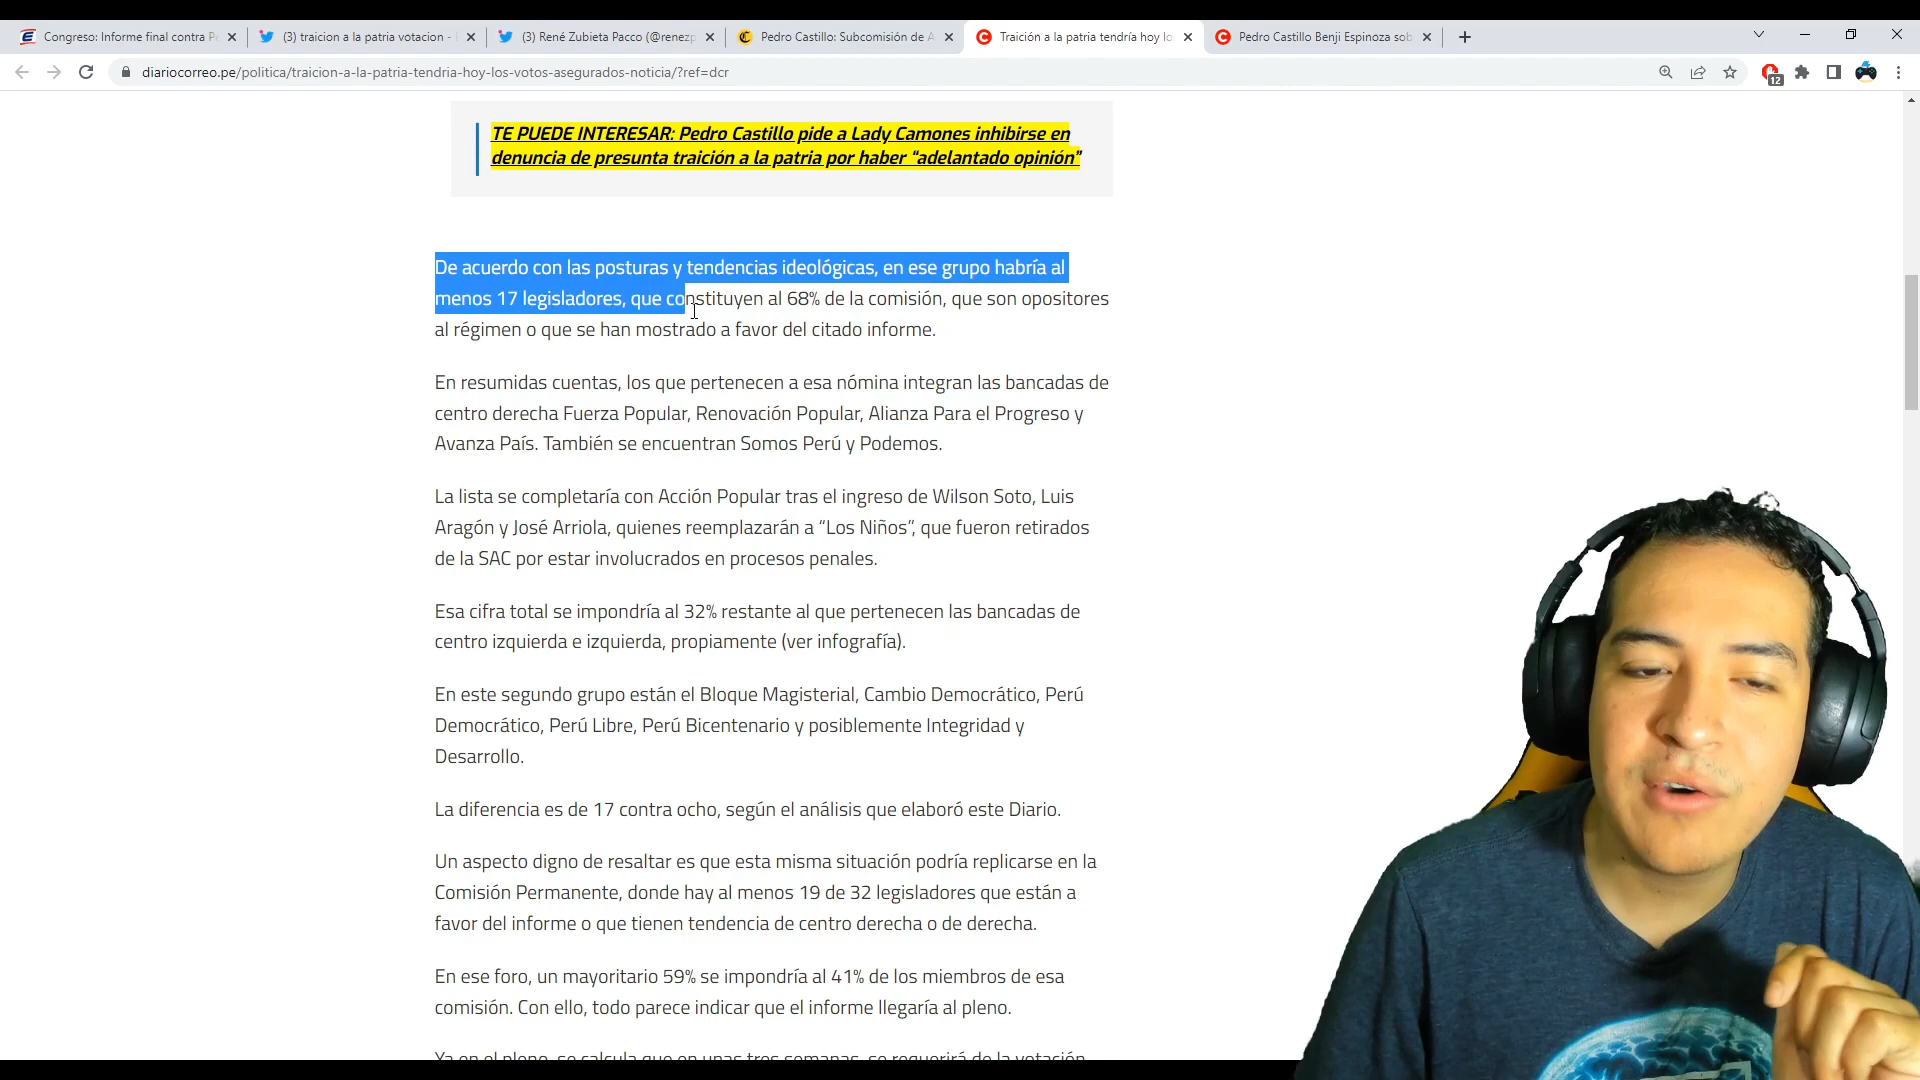 Congreso: Informe final contra P
(3) traicion a la patria votacion -
(3) René Zubieta Pacco (@renezp
Pedro Castillo: Subcomisión de A
Traición a la patria tendría hoy lo
Pedro Castillo Benji Espinoza sob
diariocorreo.pe/politica/traicion-a-la-patria-tendria-hoy-los-votos-asegurados-noticia/?ref=dcr
12
TE PUEDE INTERESAR: Pedro Castillo pide a Lady Camones inhibirse en
denuncia de presunta traición a la patria por haber “adelantado opinión”
De acuerdo con las posturas y tendencias ideológicas, en ese grupo habría al
menos 17 legisladores, que constituyen al 68% de la comisión, que son opositores
al régimen o que se han mostrado a favor del citado informe.
En resumidas cuentas, los que pertenecen a esa nómina integran las bancadas de
centro derecha Fuerza Popular, Renovación Popular, Alianza Para el Progreso y
Avanza País. También se encuentran Somos Perú y Podemos.
La lista se completaría con Acción Popular tras el ingreso de Wilson Soto, Luis
Aragón y José Arriola, quienes reemplazarán a “Los Niños”, que fueron retirados
de la SAC por estar involucrados en procesos penales.
Esa cifra total se impondría al 32% restante al que pertenecen las bancadas de
centro izquierda e izquierda, propiamente (ver infografía).
En este segundo grupo están el Bloque Magisterial, Cambio Democrático, Perú
Democrático, Perú Libre, Perú Bicentenario y posiblemente Integridad y
Desarrollo.
La diferencia es de 17 contra ocho, según el análisis que elaboró este Diario.
Un aspecto digno de resaltar es que esta misma situación podría replicarse en la
Comisión Permanente, donde hay al menos 19 de 32 legisladores que están a
favor del informe o que tienen tendencia de centro derecha o de derecha.
En ese foro, un mayoritario 59% se impondría al 41% de los miembros de esa
comisión. Con ello, todo parece indicar que el informe llegaría al pleno.
Ya en el pleno, se calcula que en unas tres semanas, se requerirá de la votación